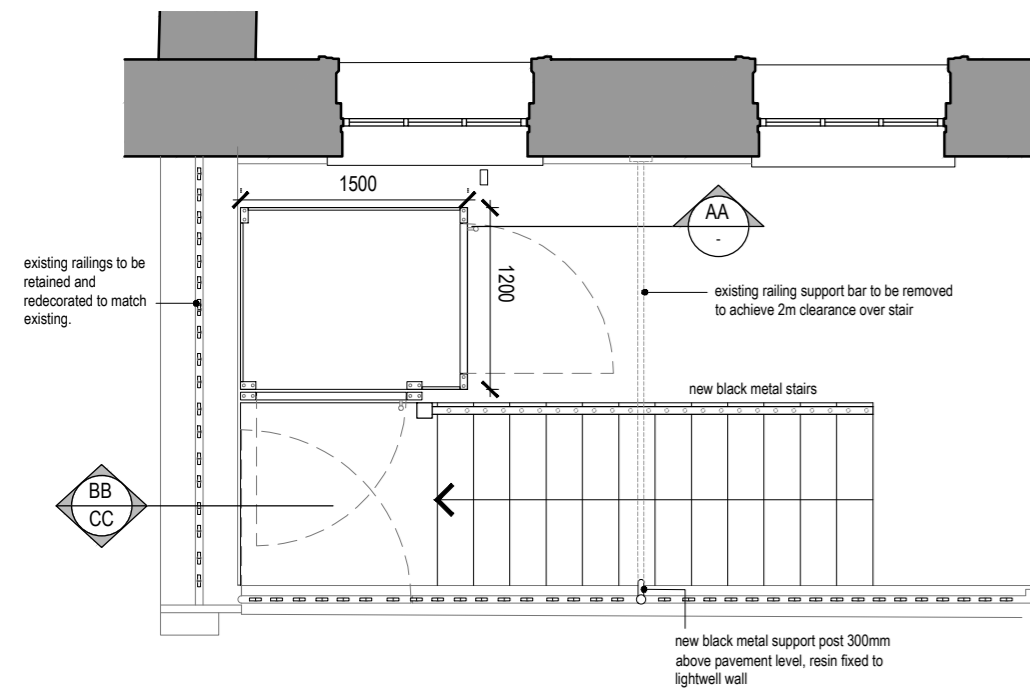 1500
AA
-
1200
existing railings to be
retained and
redecorated to match
existing.
existing railing support bar to be removed
to achieve 2m clearance over stair
new black metal stairs
BB
CC
new black metal support post 300mm
above pavement level, resin fixed to
lightwell wall